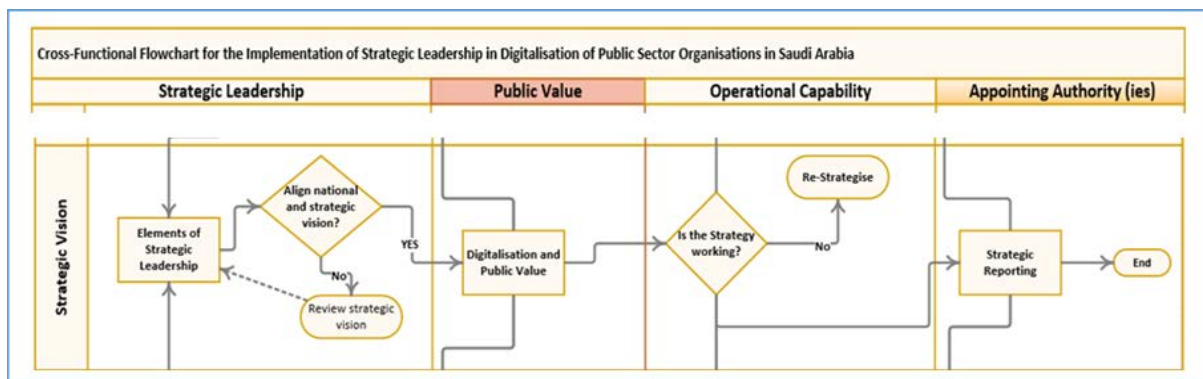 Cross-Functional Flowchart for the Implementation of Strategic Leadership in Digitalisation of Public Sector Organisations in Saudi Arabia
Strategic Leadership
Public Value
Operational Capability
Appointing Authority (ies)
Strategic Vision
Elements of
Strategic
Leadership
Align national
and strategic
vision?
YES
No
Review strategic
vision
Digitalisation and
Public Value
Is the Strategy
working?
No
Re-Strategise
Strategic
Reporting
End